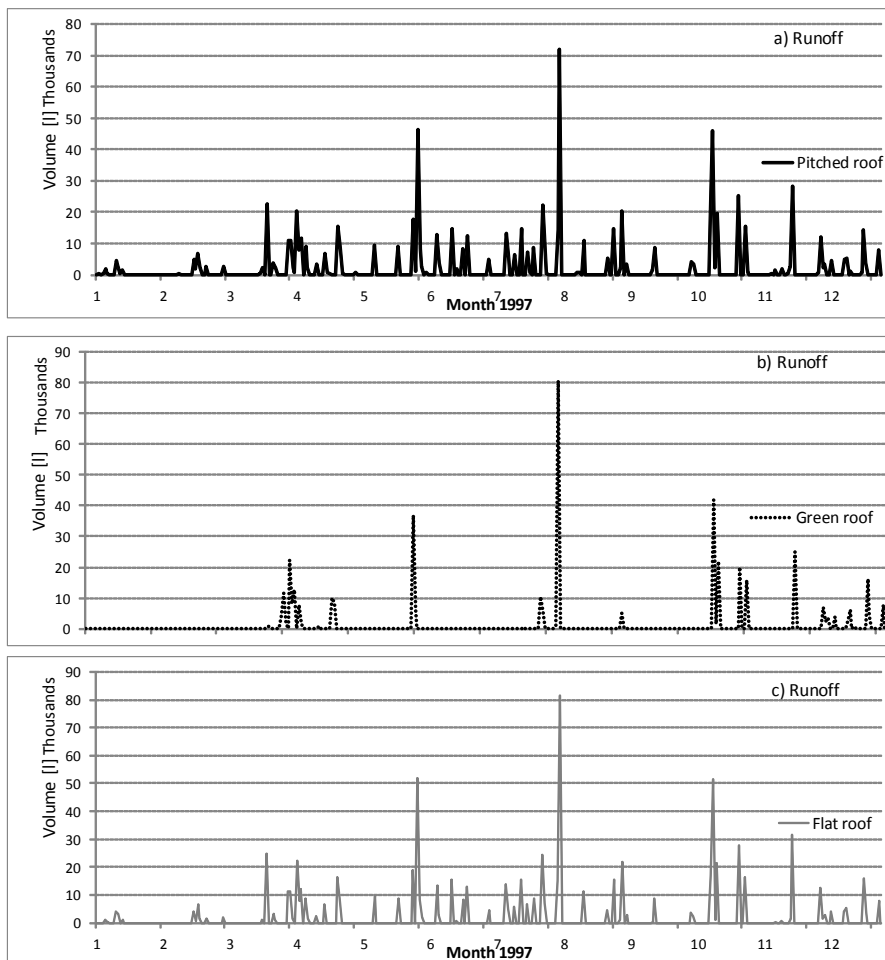 a) Runoff
Volume [l] Thousands
80
70
60
50
40
30
20
10
0
Pitched roof
1 2 3 4 5 6 7 8 9 10 11 12
Month 1997
b) Runoff
Volume [l] Thousands
90
80
70
60
50
40
30
20
10
0
Green roof
c) Runoff
Volume [l] Thousands
90
80
70
60
50
40
30
20
10
0
Flat roof
1 2 3 4 5 6 7 8 9 10 11 12
Month 1997